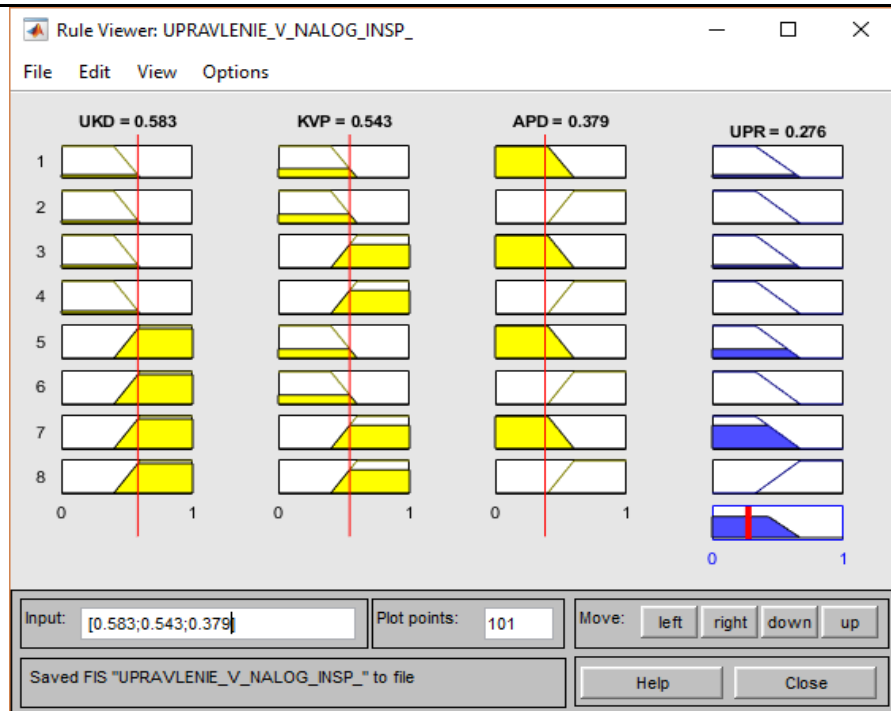 Rule Viewer: UPRAVLENIE_V_NALOG_INSP_
File Edit View Options
UKD = 0.583 KVP = 0.543 APD = 0.379 UPR = 0.276
1
2
3
4
5
6
7
8
0 1 0 1 0 1
0 1
Input: [0.583;0.543;0.379] Plot points: 101 Move: left right down up
Saved FIS "UPRAVLENIE_V_NALOG_INSP_" to file Help Close